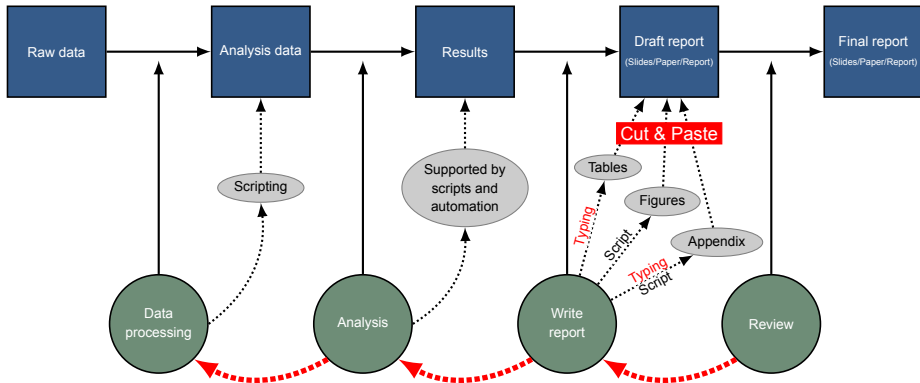 Raw data
Analysis data
Results
Draft report
(Slides/Paper/Report)
Final report
(Slides/Paper/Report)
Cut & Paste
Tables
Scripting
Supported by
scripts and
automation
Figures
Typing
Script
Appendix
Typing
Script
Data
processing
Analysis
Write
report
Review